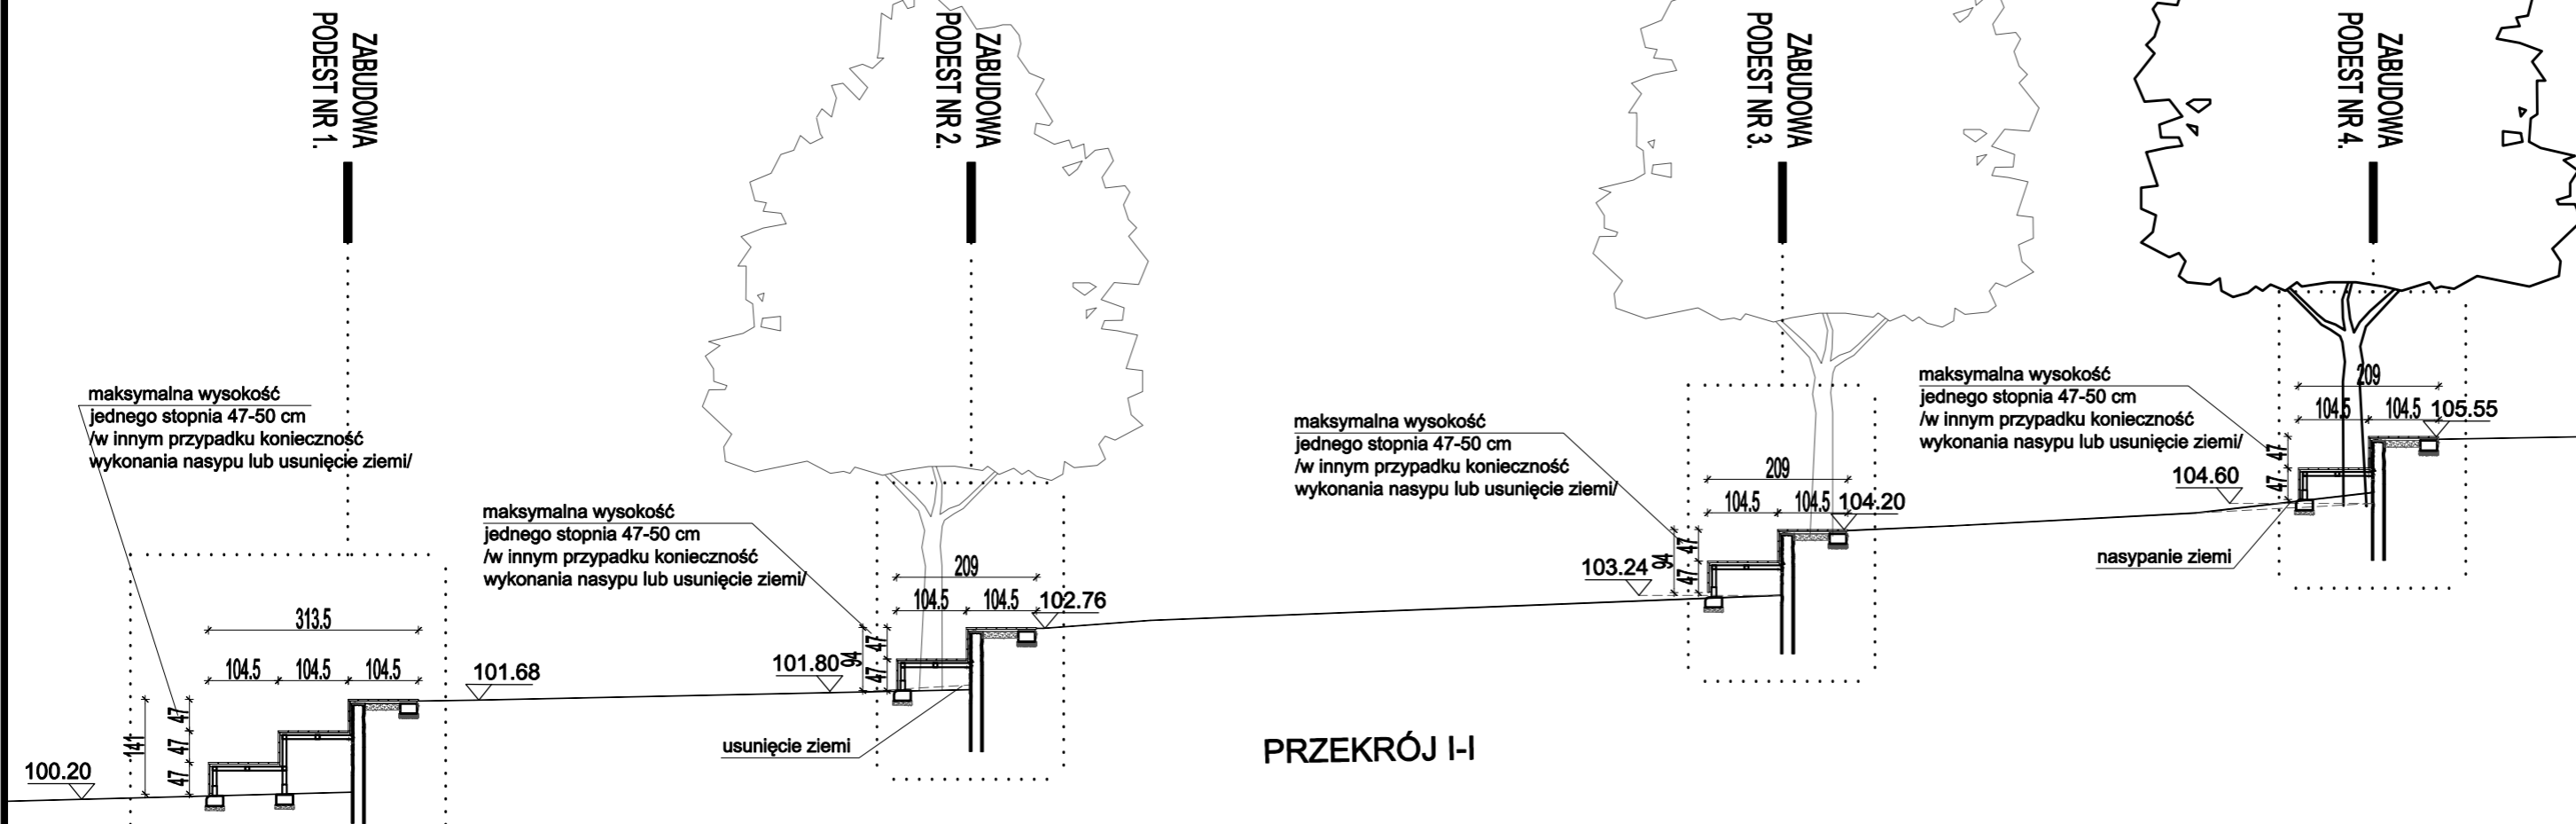 ZABUDOWA
PODEST NR 1.
ZABUDOWA
PODEST NR 2.
ZABUDOWA
PODEST NR 3.
ZABUDOWA
PODEST NR 4.
maksymalna wysokość
jednego stopnia 47-50 cm
/w innym przypadku konieczność
wykonania nasypu lub usunięcie ziemi/
313.5
104.5 104.5 104.5
141
47
47
47
100.20
101.68
maksymalna wysokość
jednego stopnia 47-50 cm
/w innym przypadku konieczność
wykonania nasypu lub usunięcie ziemi/
209
104.5 104.5
102.76
101.80
94
47
47
usunięcie ziemi
PRZEKRÓJ I-I
maksymalna wysokość
jednego stopnia 47-50 cm
/w innym przypadku konieczność
wykonania nasypu lub usunięcie ziemi/
209
104.5 104.5
104.20
103.24
94
47
47
maksymalna wysokość
jednego stopnia 47-50 cm
/w innym przypadku konieczność
wykonania nasypu lub usunięcie ziemi/
209
104.5 104.5
105.55
104.60
47
47
nasypanie ziemi